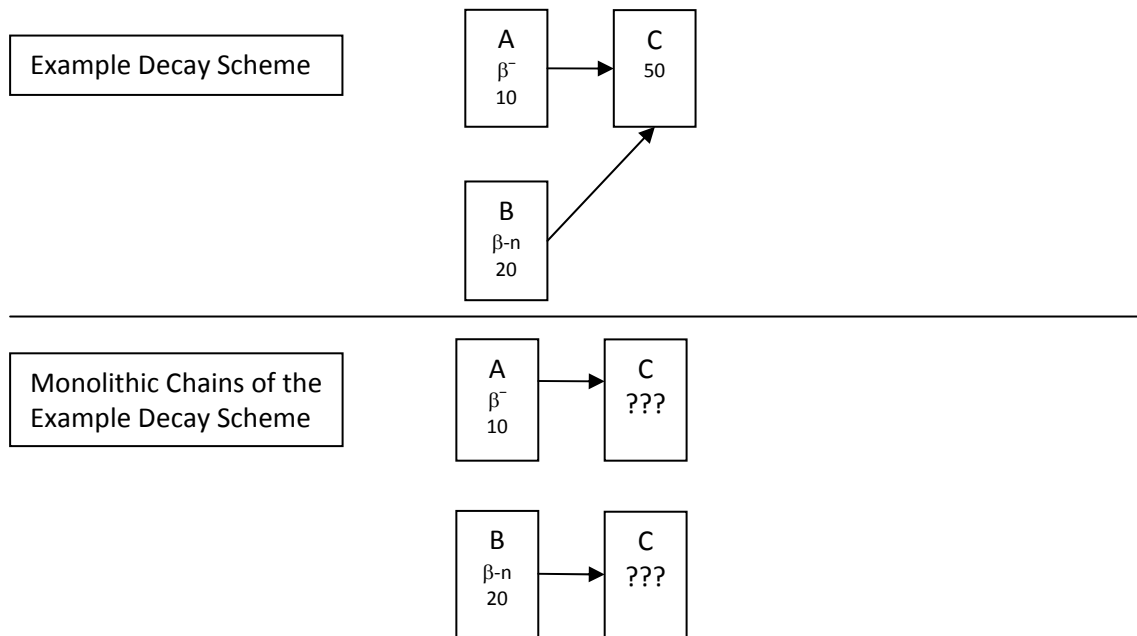 Example Decay Scheme
A
β⁻
10
C
50
B
β-n
20
Monolithic Chains of the
Example Decay Scheme
A
β⁻
10
C
???
B
β-n
20
C
???